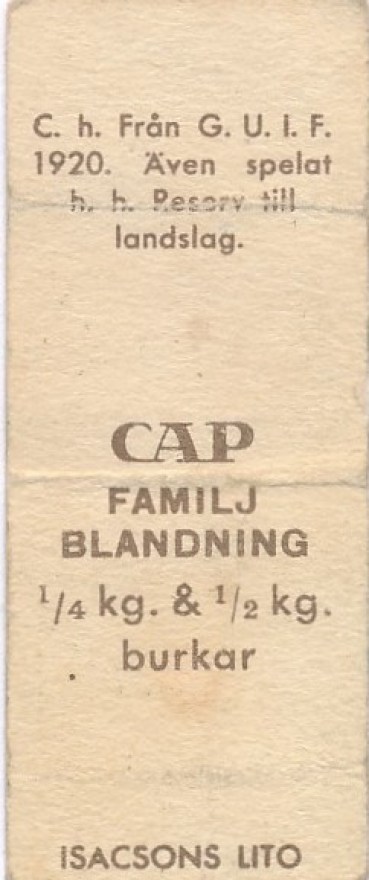 C. h. Från G. U. I. F.
1920. Även spelat
h. h. Reserv till
landslag.
CAP
FAMILJ
BLANDNING
1/4 kg. & 1/2 kg.
burkar
ISACSONS LITO